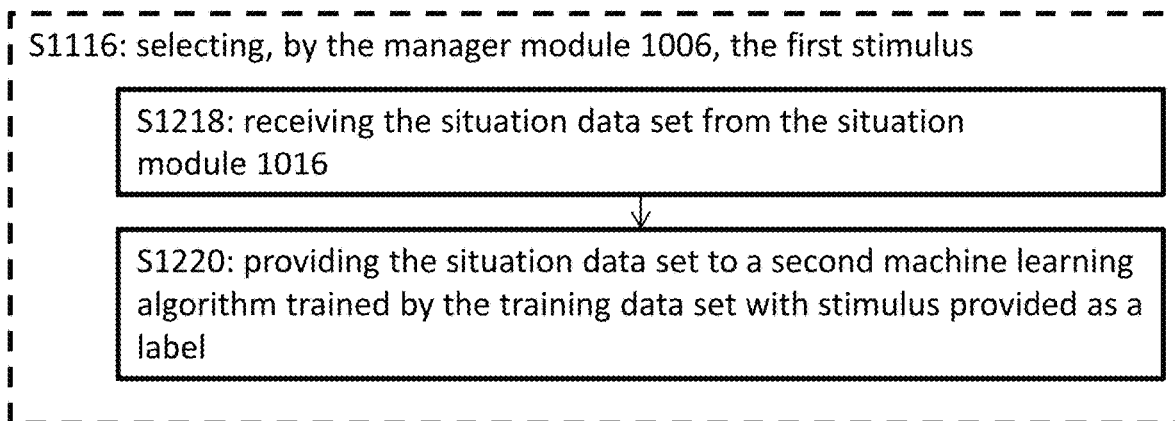 S1116: selecting, by the manager module 1006, the first stimulus
S1218: receiving the situation data set from the situation
module 1016
S1220: providing the situation data set to a second machine learning
algorithm trained by the training data set with stimulus provided as a
label